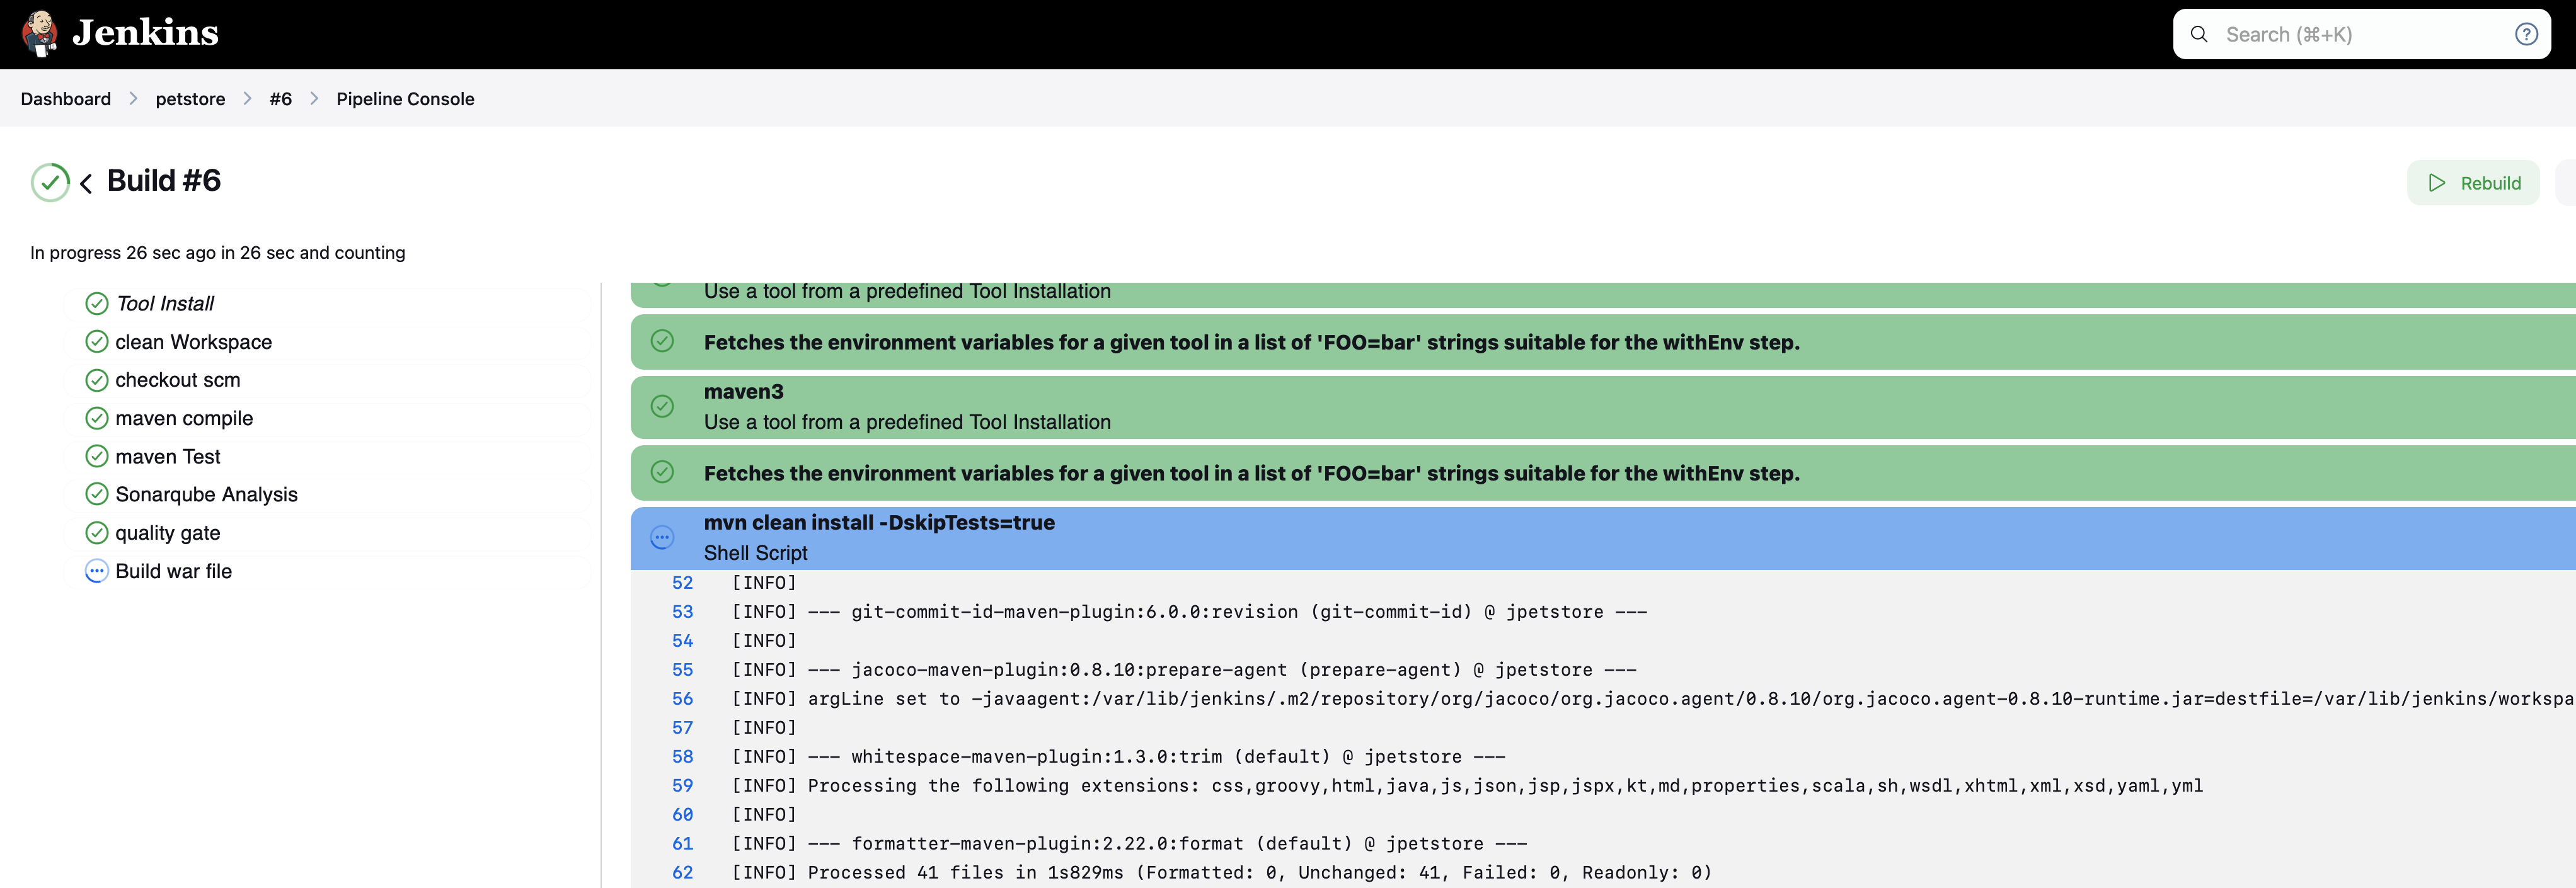 Jenkins
Search (⌘+K)
?
Dashboard > petstore > #6 > Pipeline Console
Build #6
Rebuild
In progress 26 sec ago in 26 sec and counting
Tool Install
clean Workspace
checkout scm
maven compile
maven Test
Sonarqube Analysis
quality gate
Build war file
Use a tool from a predefined Tool Installation
Fetches the environment variables for a given tool in a list of 'FOO=bar' strings suitable for the withEnv step.
maven3
Use a tool from a predefined Tool Installation
Fetches the environment variables for a given tool in a list of 'FOO=bar' strings suitable for the withEnv step.
mvn clean install -DskipTests=true
Shell Script
52 [INFO]
53 [INFO] --- git-commit-id-maven-plugin:6.0.0:revision (git-commit-id) @ jpetstore ---
54 [INFO]
55 [INFO] --- jacoco-maven-plugin:0.8.10:prepare-agent (prepare-agent) @ jpetstore ---
56 [INFO] argLine set to -javaagent:/var/lib/jenkins/.m2/repository/org/jacoco/org.jacoco.agent/0.8.10/org.jacoco.agent-0.8.10-runtime.jar=destfile=/var/lib/jenkins/workspa
57 [INFO]
58 [INFO] --- whitespace-maven-plugin:1.3.0:trim (default) @ jpetstore ---
59 [INFO] Processing the following extensions: css,groovy,html,java,js,json,jsp,jspx,kt,md,properties,scala,sh,wsdl,xhtml,xml,xsd,yaml,yml
60 [INFO]
61 [INFO] --- formatter-maven-plugin:2.22.0:format (default) @ jpetstore ---
62 [INFO] Processed 41 files in 1s829ms (Formatted: 0, Unchanged: 41, Failed: 0, Readonly: 0)